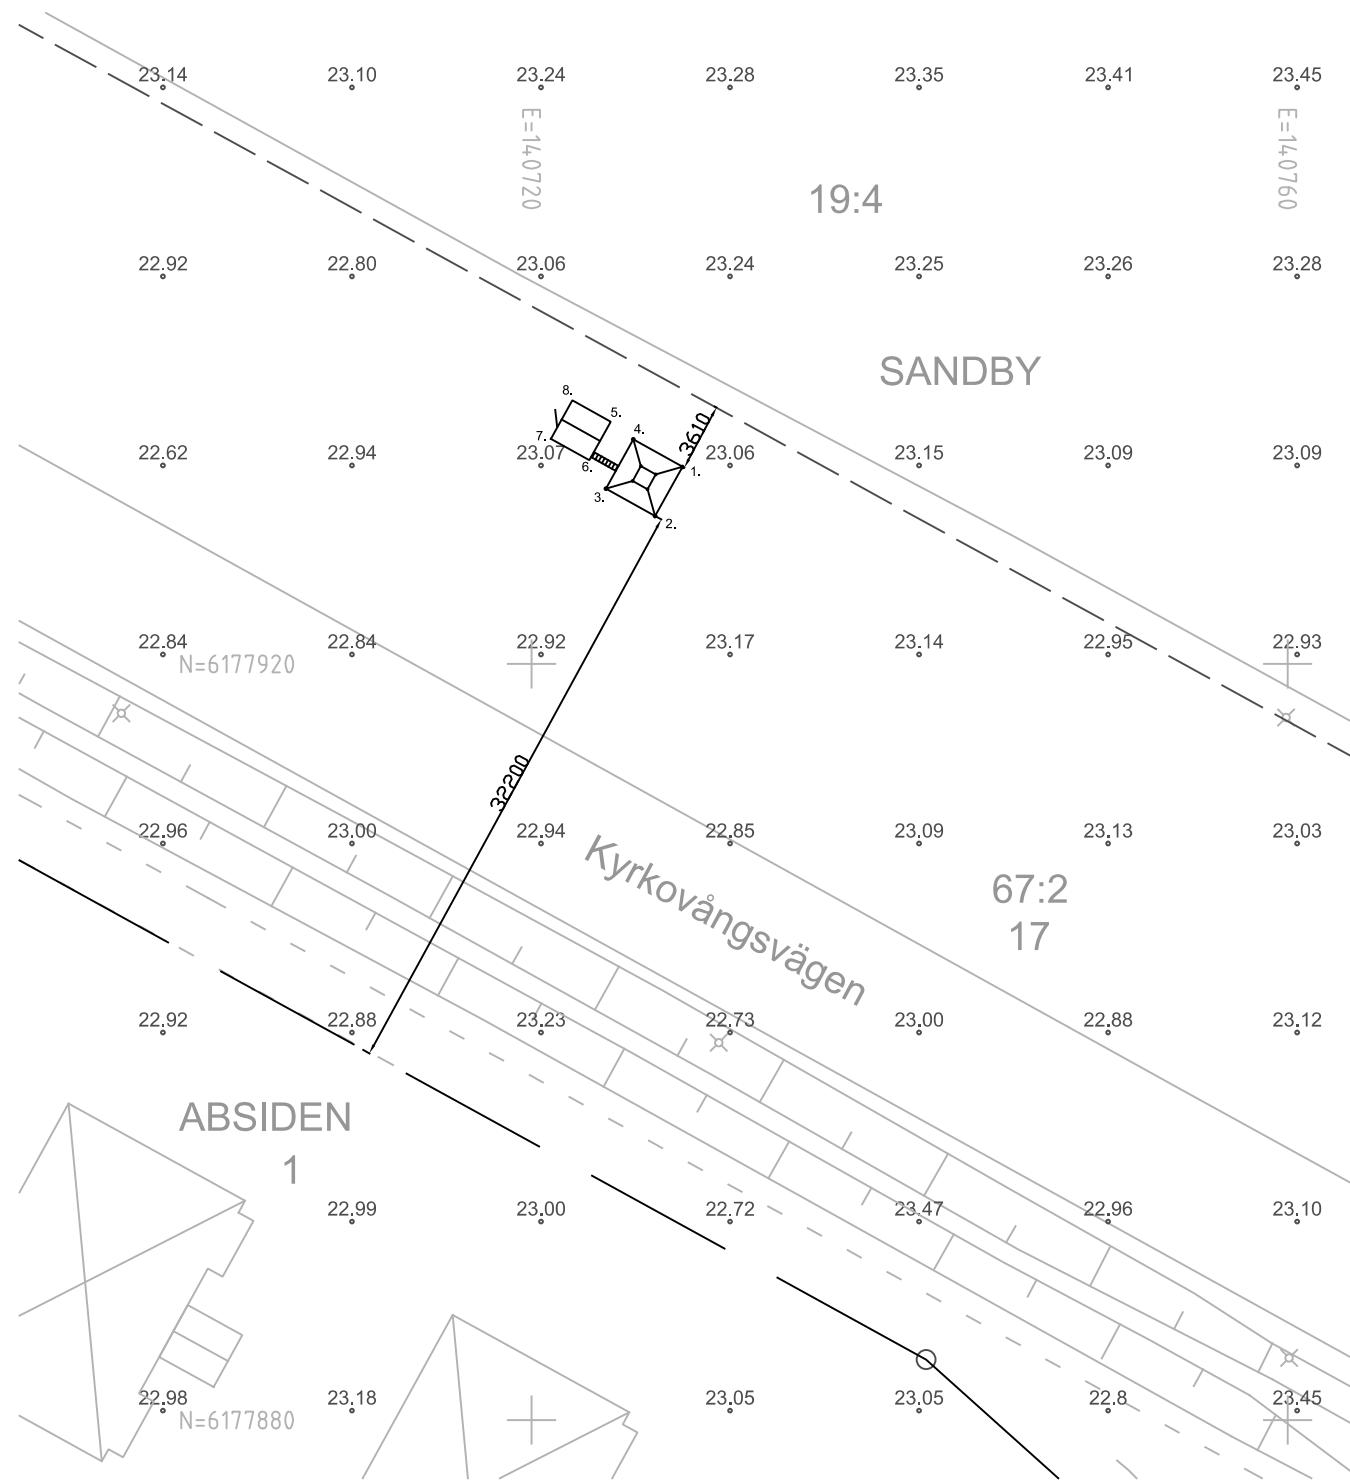 23.14 23.10 23.24 23.28 23.35 23.41 23.45
E=140720
E=140760
19:4
22.92 22.80 23.06 23.24 23.25 23.26 23.28
SANDBY
8.
5.
3610
4.
7.
22.62 22.94 23.07 23.06 23.15 23.09 23.09
6.
1.
3.
2.
22.84 22.84 22.92 23.17 23.14 22.95 22.93
N=6177920
32200
22.96 23.00 22.94 22.85 23.09 23.13 23.03
Kyrkovångsvägen
67:2
17
22.92 22.88 23.23 22.73 23.00 22.88 23.12
ABSIDEN
1
22.99 23.00 22.72 23.47 22.96 23.10
22.98 23.18 23.05 23.05 22.8 23.45
N=6177880